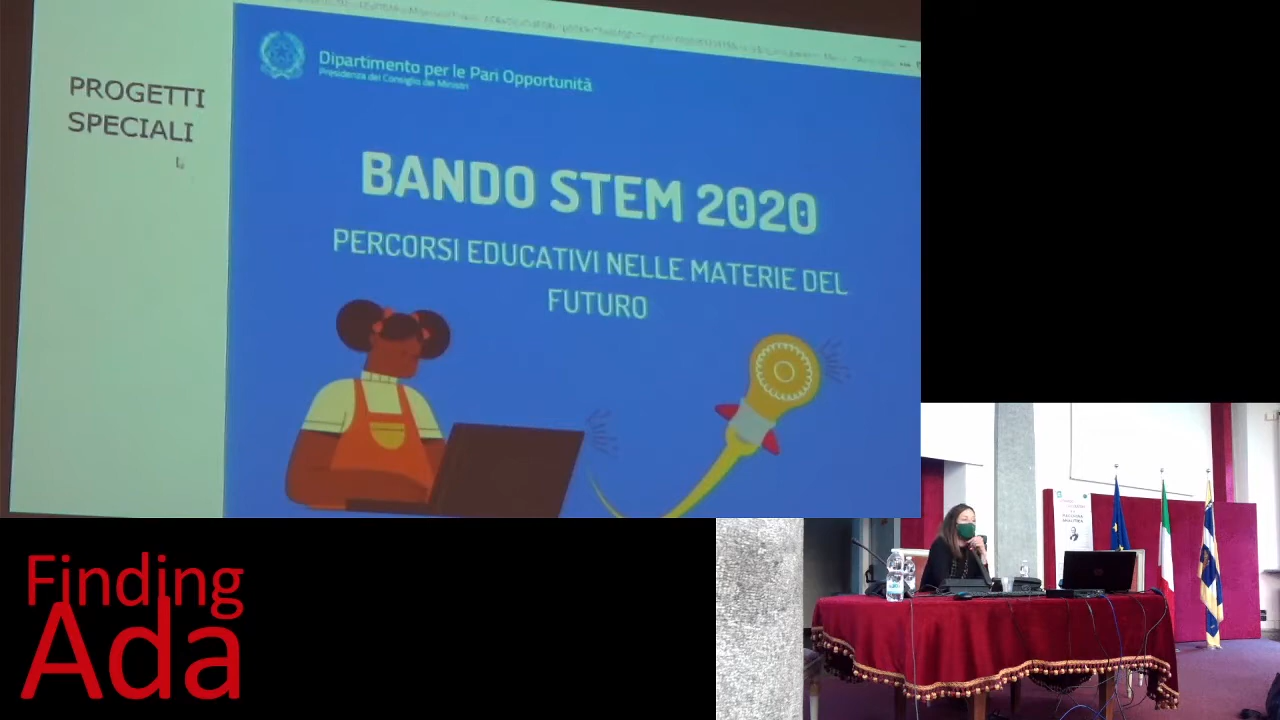 PROGETTI
SPECIALI
Dipartimento per le Pari Opportunità
Presidenza del Consiglio dei Ministri
BANDO STEM 2020
PERCORSI EDUCATIVI NELLE MATERIE DEL
FUTURO
Finding
Ada